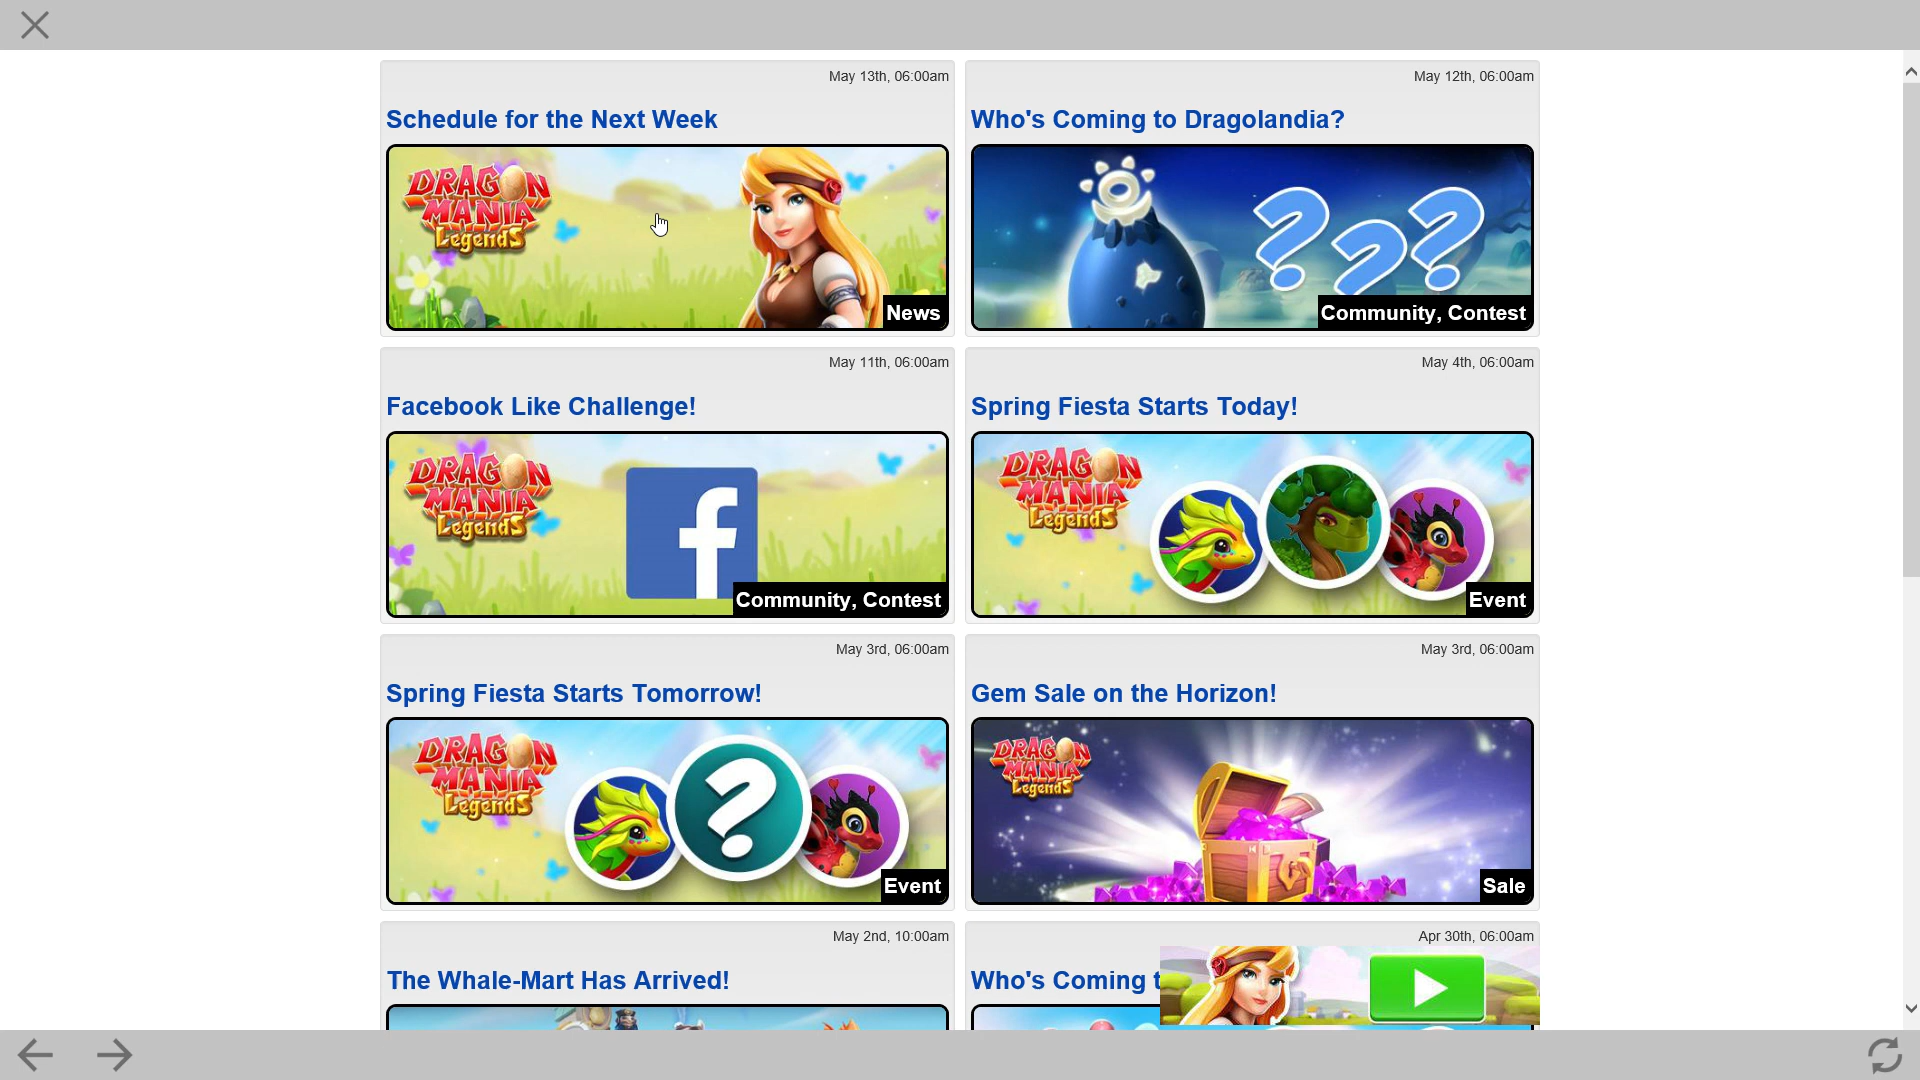 May 13th, 06:00am
Schedule for the Next Week
DRAGON
MANIA
Legends
News
May 12th, 06:00am
Who's Coming to Dragolandia?
???
Community, Contest
May 11th, 06:00am
Facebook Like Challenge!
DRAGON
MANIA
Legends
f
Community, Contest
May 4th, 06:00am
Spring Fiesta Starts Today!
DRAGON
MANIA
Legends
Event
May 3rd, 06:00am
Spring Fiesta Starts Tomorrow!
DRAGON
MANIA
Legends
?
Event
May 3rd, 06:00am
Gem Sale on the Horizon!
DRAGON
MANIA
Legends
Sale
May 2nd, 10:00am
The Whale-Mart Has Arrived!
Apr 30th, 06:00am
Who's Coming t